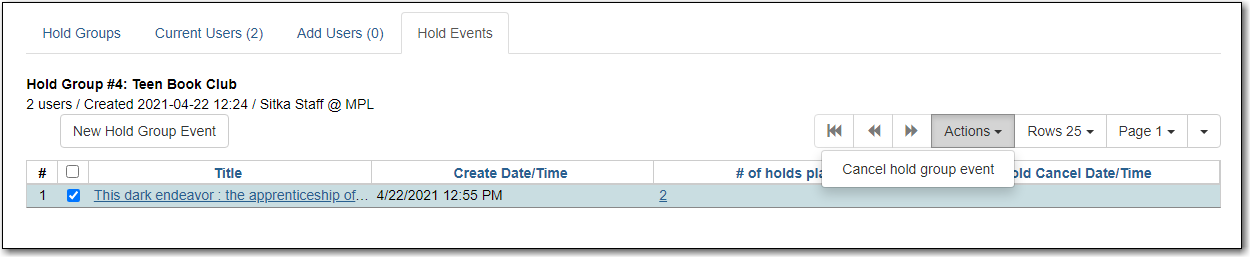 Hold Groups Current Users (2) Add Users (0) Hold Events
Hold Group #4: Teen Book Club
2 users / Created 2021-04-22 12:24 / Sitka Staff @ MPL
New Hold Group Event Actions Rows 25 Page 1
Cancel hold group event
# Title Create Date/Time # of holds pla old Cancel Date/Time
1 This dark endeavor : the apprenticeship of... 4/22/2021 12:55 PM 2